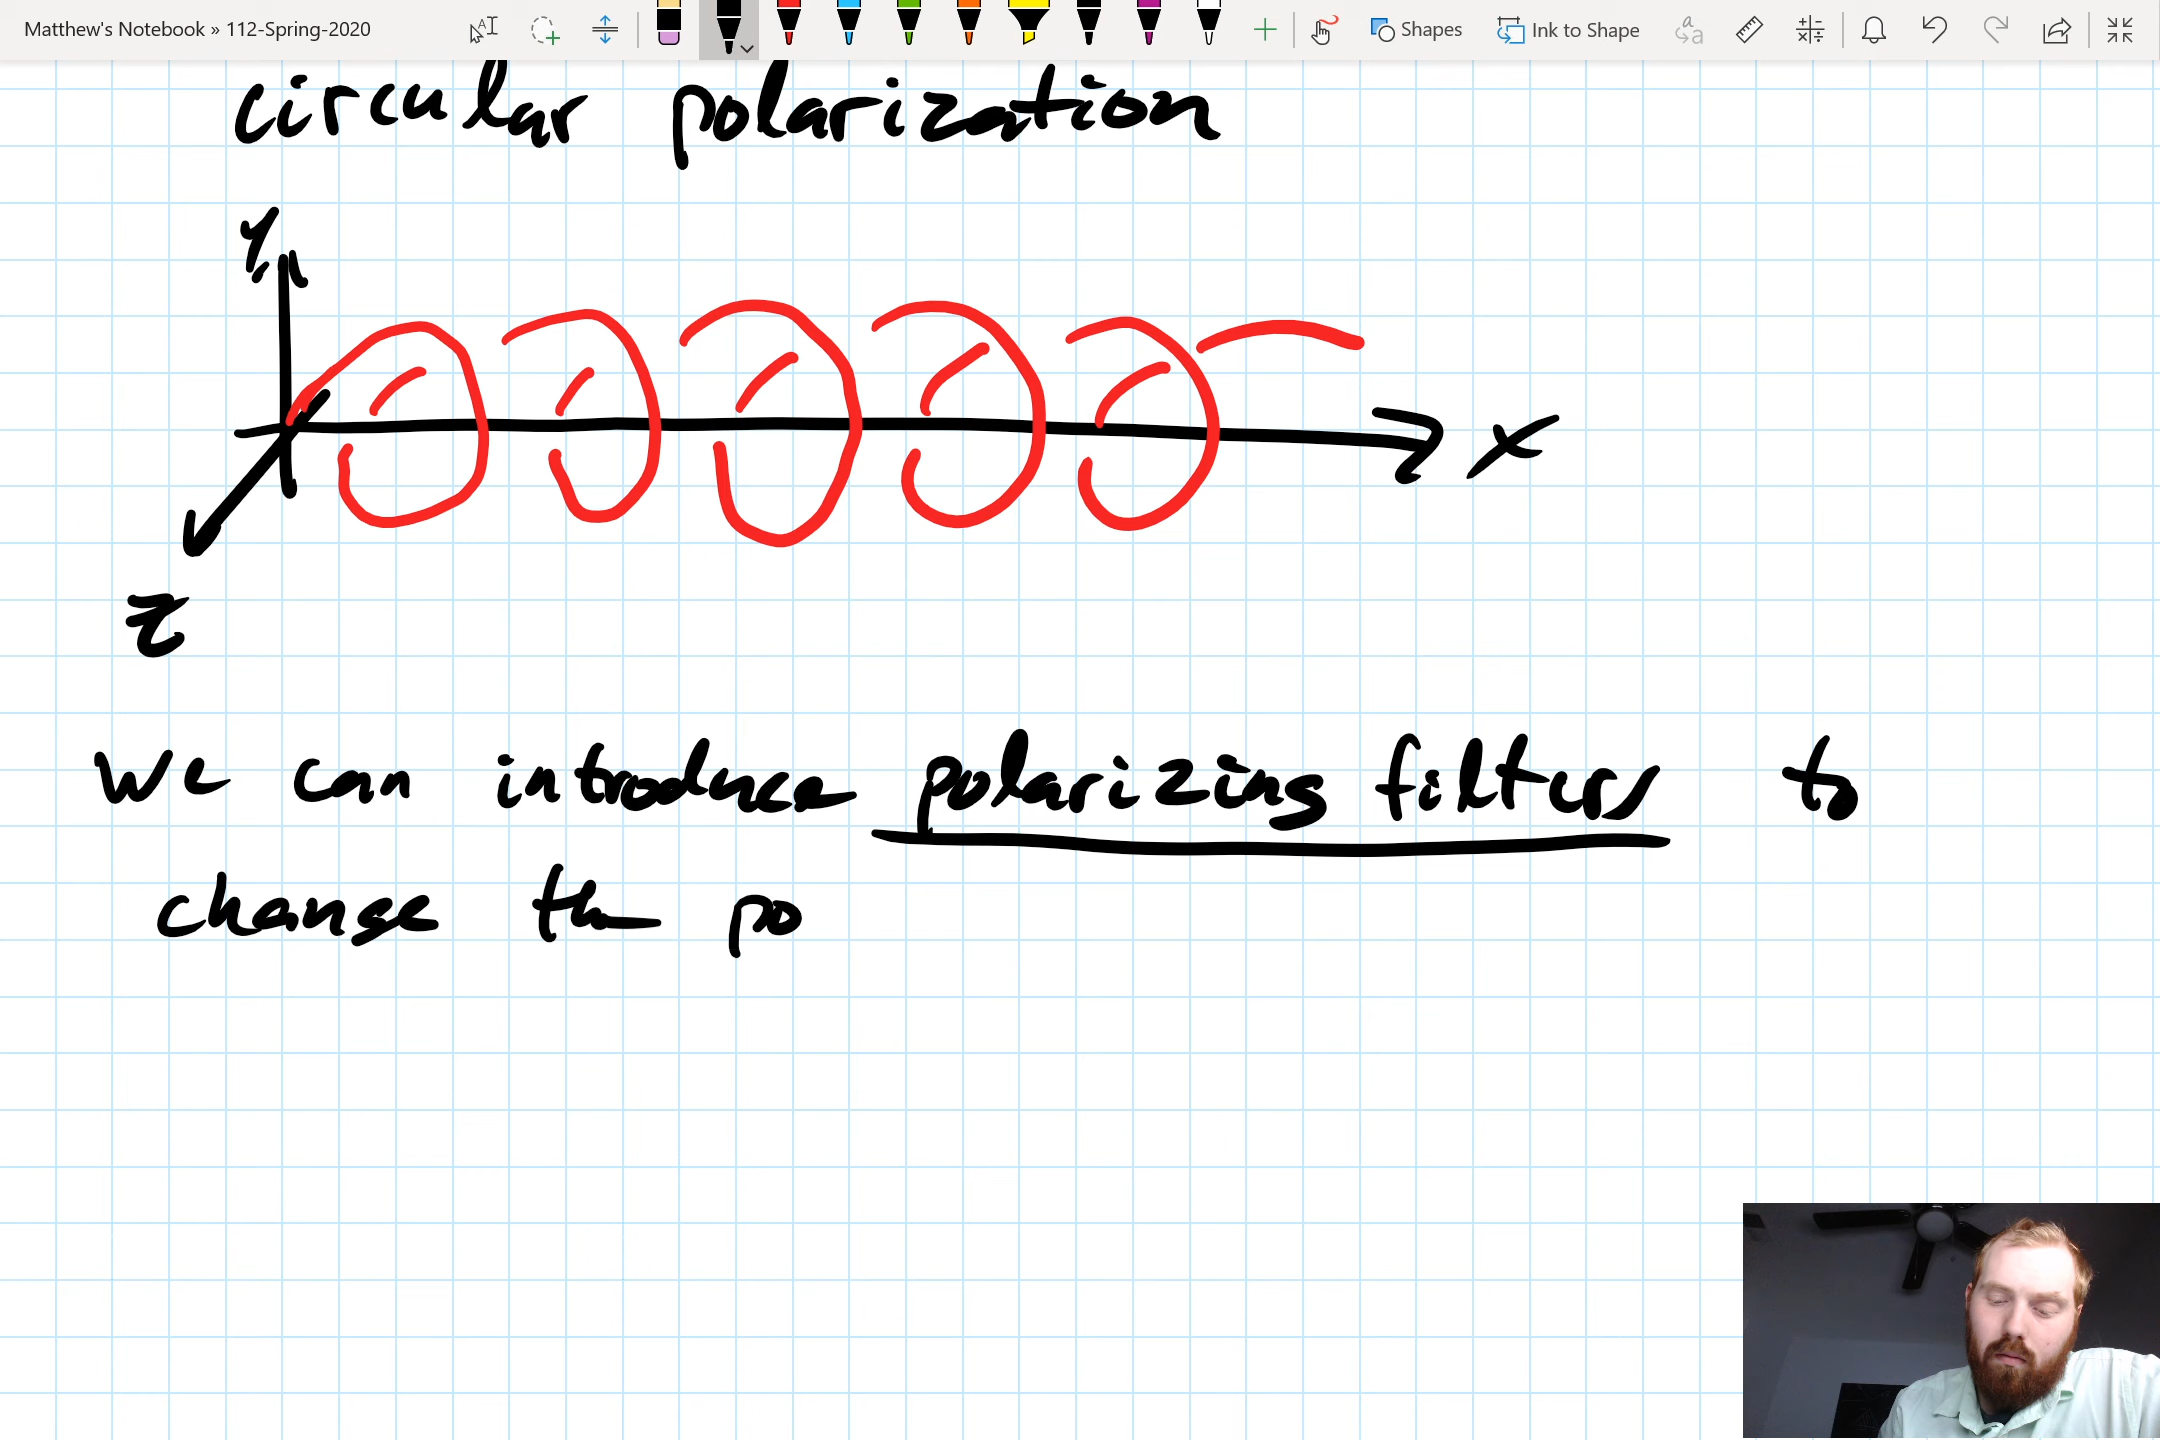 Matthew's Notebook » 112-Spring-2020
Shapes
Ink to Shape
circular polarization
y
x
z
we can introduce polarizing filters to
change the po